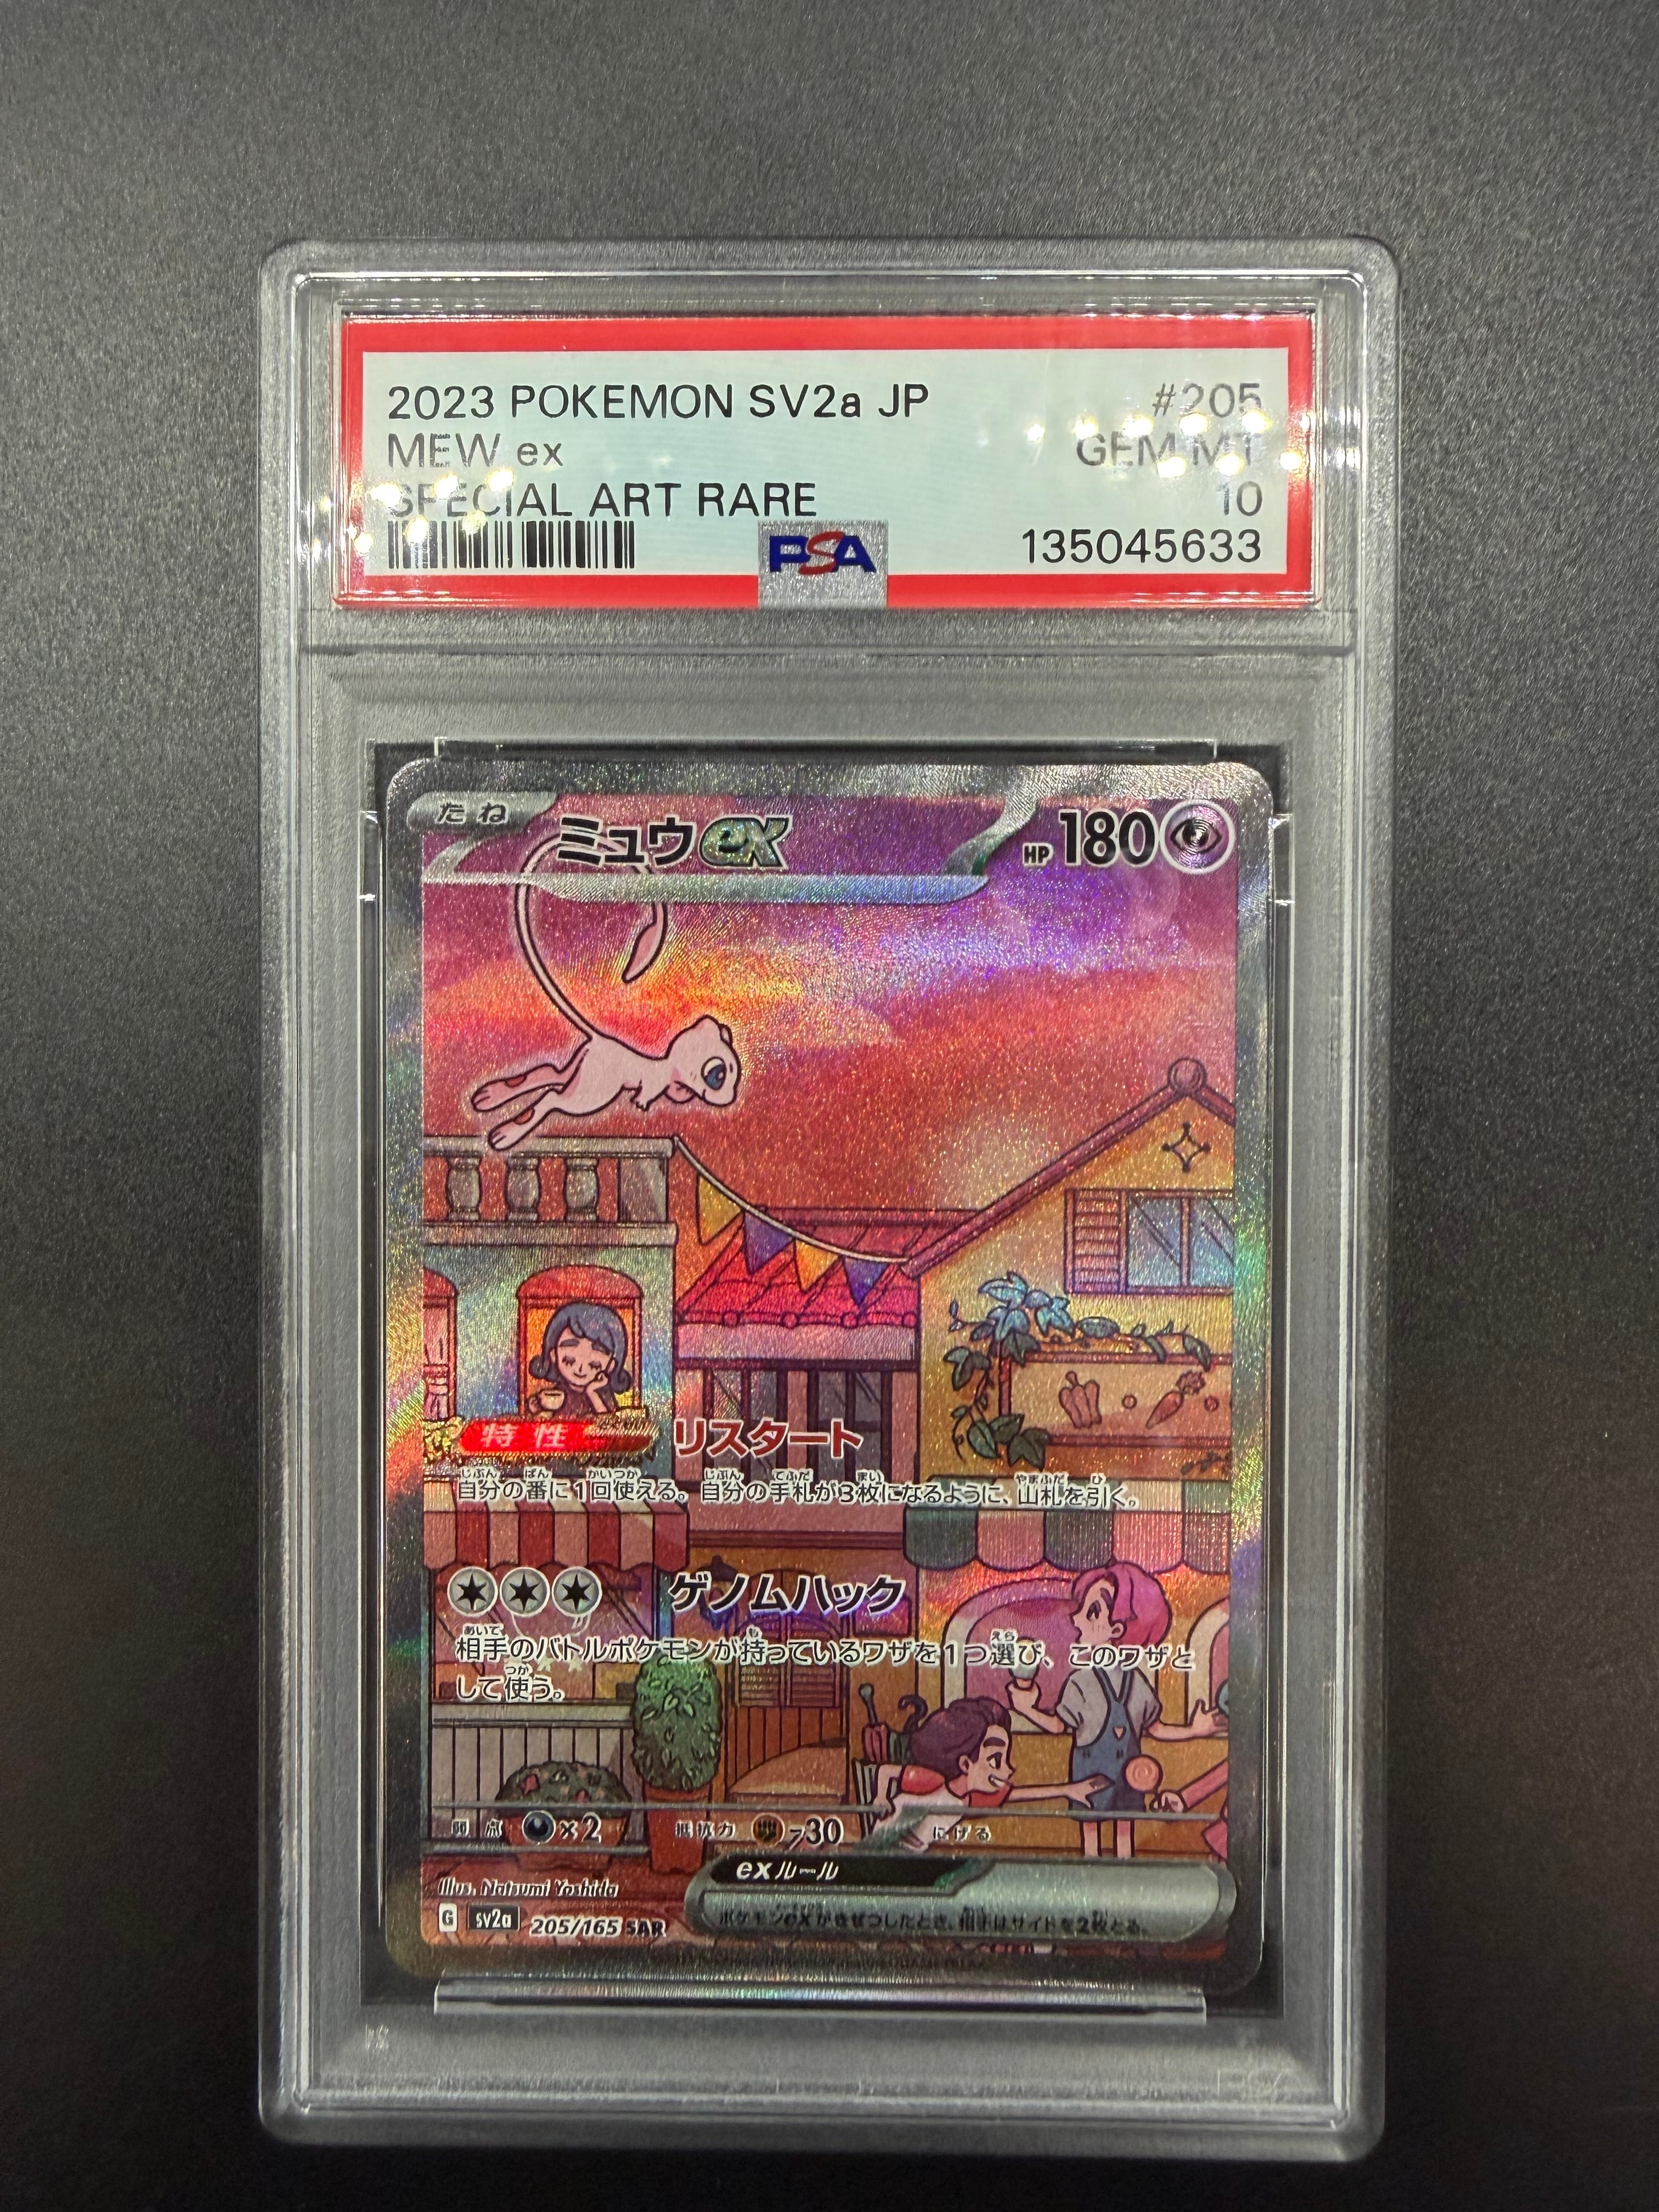 2023 POKEMON SV2a JP #205
MEW ex GEM MT
SPECIAL ART RARE 10
PSA 135045633
たね ミュウex HP 180
特性 リスタート
自分の番に1回使える。自分の手札が3枚になるように、山札を引く。
ゲノムハック
相手のバトルポケモンが持っているワザを1つ選び、このワザと
して使う。
弱点 ×2 抵抗力 -30 にげる
exルール
Illus. Natsumi Yoshida
ポケモンexがきぜつしたとき、相手はサイドを2枚とる。
G sv2a 205/165 SAR